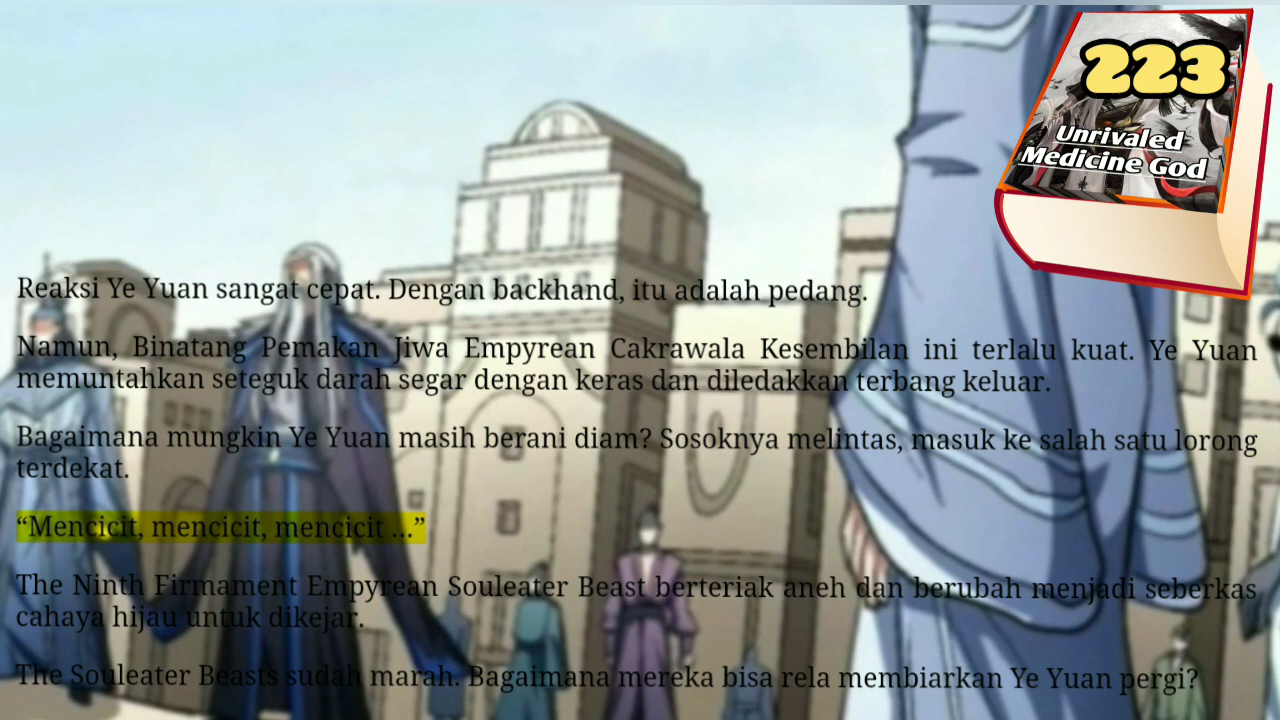 223
Unrivaled
Medicine God
Reaksi Ye Yuan sangat cepat. Dengan backhand, itu adalah pedang.
Namun, Binatang Pemakan Jiwa Empyrean Cakrawala Kesembilan ini terlalu kuat. Ye Yuan
memuntahkan seteguk darah segar dengan keras dan diledakkan terbang keluar.
Bagaimana mungkin Ye Yuan masih berani diam? Sosoknya melintas, masuk ke salah satu lorong
terdekat.
“Mencicit, mencicit, mencicit ...”
The Ninth Firmament Empyrean Souleater Beast berteriak aneh dan berubah menjadi seberkas
cahaya hijau untuk dikejar.
The Souleater Beasts sudah marah. Bagaimana mereka bisa rela membiarkan Ye Yuan pergi?